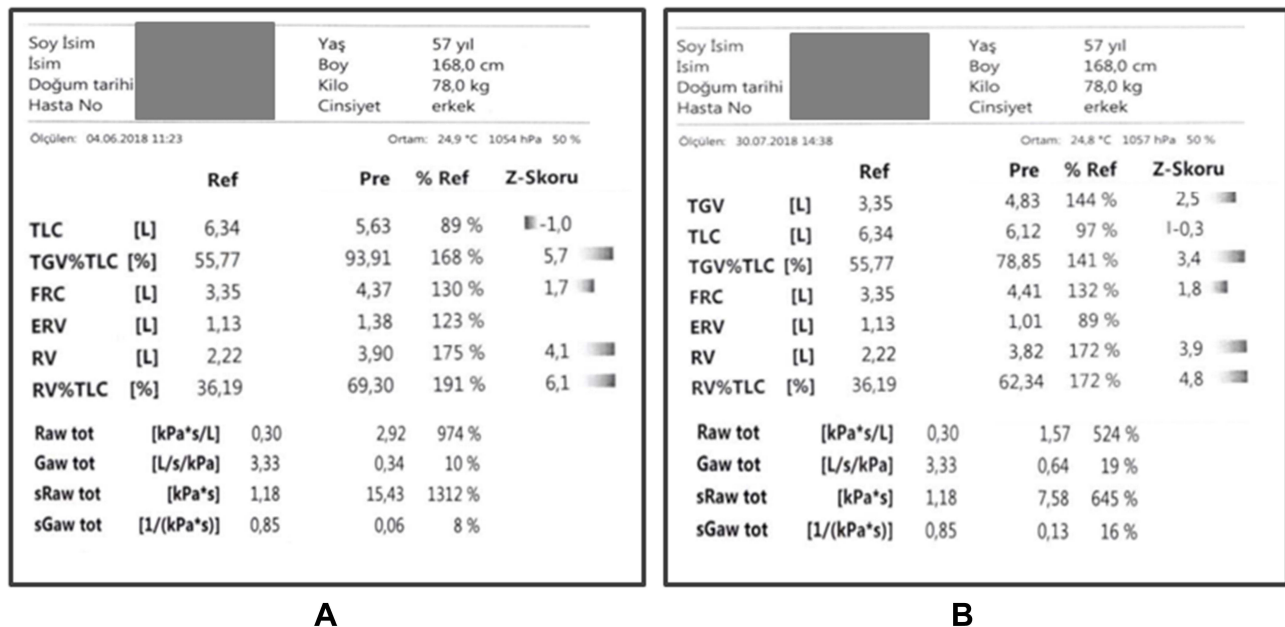 Soy İsim Yaş 57 yıl
İsim Boy 168,0 cm
Doğum tarihi Kilo 78,0 kg
Hasta No Cinsiyet erkek
Ölçülen: 04.06.2018 11:23 Ortam: 24,9 °C 1054 hPa 50 %
Ref Pre % Ref Z-Skoru
TLC [L] 6,34 5,63 89 % -1,0
TGV%TLC [%] 55,77 93,91 168 % 5,7
FRC [L] 3,35 4,37 130 % 1,7
ERV [L] 1,13 1,38 123 %
RV [L] 2,22 3,90 175 % 4,1
RV%TLC [%] 36,19 69,30 191 % 6,1
Raw tot [kPa*s/L] 0,30 2,92 974 %
Gaw tot [L/s/kPa] 3,33 0,34 10 %
sRaw tot [kPa*s] 1,18 15,43 1312 %
sGaw tot [1/(kPa*s)] 0,85 0,06 8 %
A
Soy İsim Yaş 57 yıl
İsim Boy 168,0 cm
Doğum tarihi Kilo 78,0 kg
Hasta No Cinsiyet erkek
Ölçülen: 30.07.2018 14:38 Ortam: 24,8 °C 1057 hPa 50 %
Ref Pre % Ref Z-Skoru
TGV [L] 3,35 4,83 144 % 2,5
TLC [L] 6,34 6,12 97 % -0,3
TGV%TLC [%] 55,77 78,85 141 % 3,4
FRC [L] 3,35 4,41 132 % 1,8
ERV [L] 1,13 1,01 89 %
RV [L] 2,22 3,82 172 % 3,9
RV%TLC [%] 36,19 62,34 172 % 4,8
Raw tot [kPa*s/L] 0,30 1,57 524 %
Gaw tot [L/s/kPa] 3,33 0,64 19 %
sRaw tot [kPa*s] 1,18 7,58 645 %
sGaw tot [1/(kPa*s)] 0,85 0,13 16 %
B